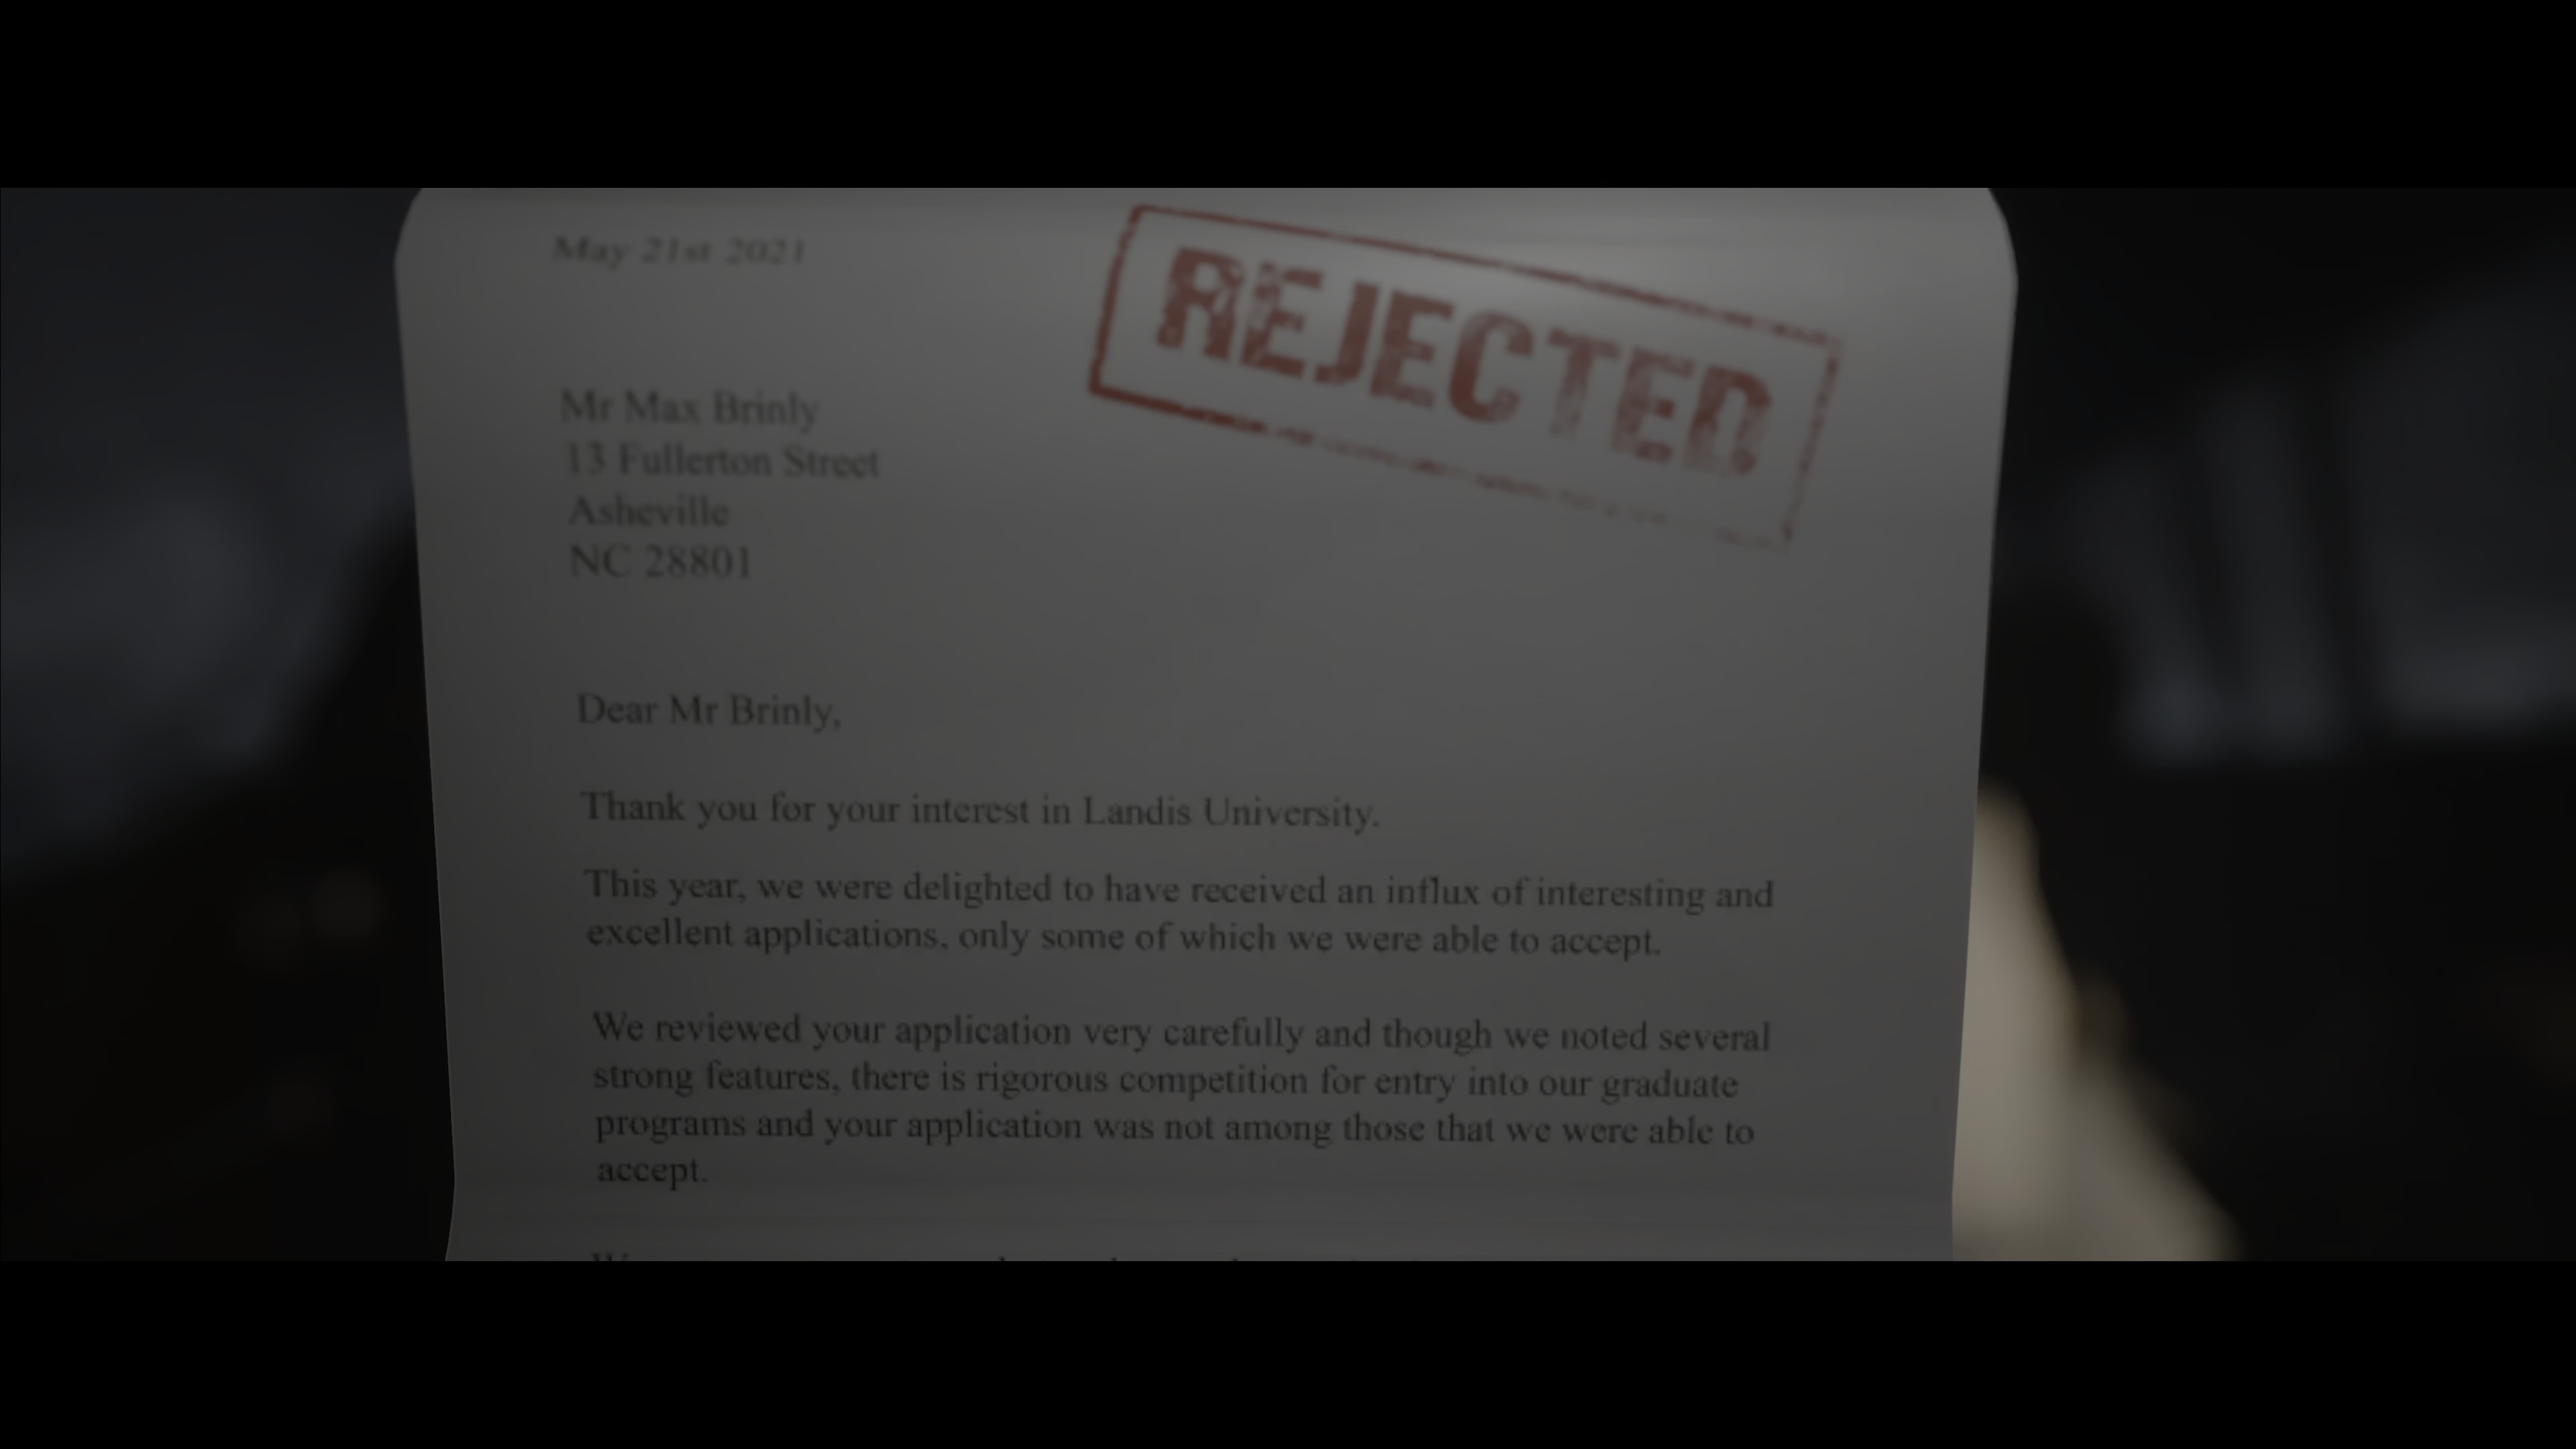 May 21st 2021
REJECTED
Mr Max Brinly
13 Fullerton Street
Asheville
NC 28801
Dear Mr Brinly,
Thank you for your interest in Landis University.
This year, we were delighted to have received an influx of interesting and
excellent applications, only some of which we were able to accept.
We reviewed your application very carefully and though we noted several
strong features, there is rigorous competition for entry into our graduate
programs and your application was not among those that we were able to
accept.